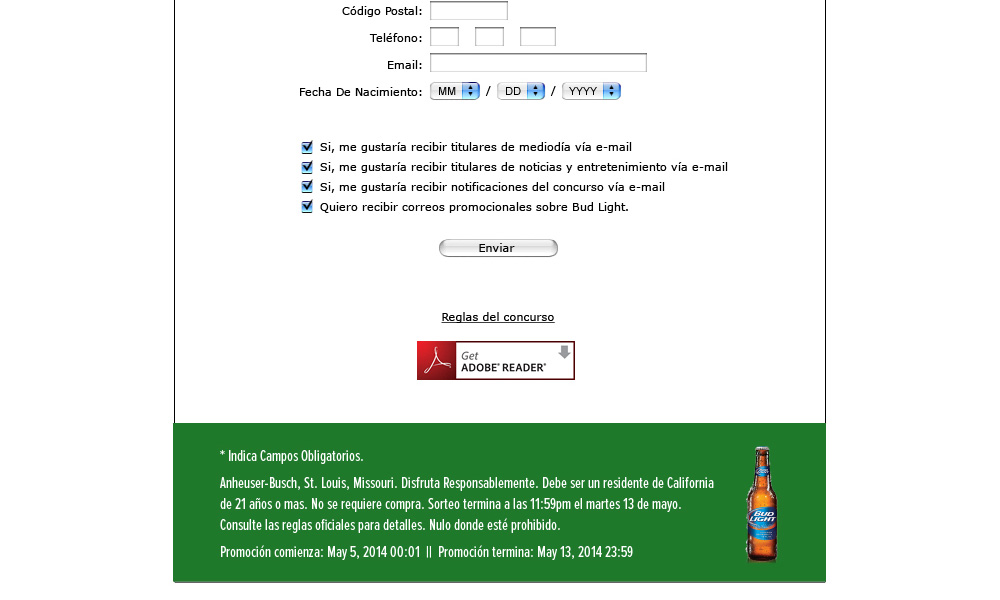 Código Postal:
Teléfono:
Email:
Fecha De Nacimiento: MM / DD / YYYY
Si, me gustaría recibir titulares de mediodía vía e-mail
Si, me gustaría recibir titulares de noticias y entretenimiento vía e-mail
Si, me gustaría recibir notificaciones del concurso vía e-mail
Quiero recibir correos promocionales sobre Bud Light.
Enviar
Reglas del concurso
Get
ADOBE® READER®
* Indica Campos Obligatorios.
Anheuser-Busch, St. Louis, Missouri. Disfruta Responsablemente. Debe ser un residente de California
de 21 años o mas. No se requiere compra. Sorteo termina a las 11:59pm el martes 13 de mayo.
Consulte las reglas oficiales para detalles. Nulo donde esté prohibido.
Promoción comienza: May 5, 2014 00:01 || Promoción termina: May 13, 2014 23:59
BUD
LIGHT